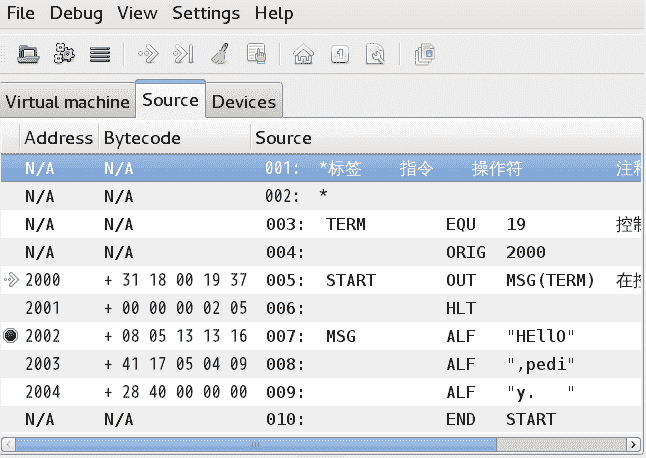 File Debug View Settings Help
Virtual machine Source Devices
Address Bytecode Source
N/A N/A 001: *标签 指令 操作符 注释
N/A N/A 002: *
N/A N/A 003: TERM EQU 19 控制
N/A N/A 004: ORIG 2000
2000 + 31 18 00 19 37 005: START OUT MSG(TERM) 在控
2001 + 00 00 00 02 05 006: HLT
2002 + 08 05 13 13 16 007: MSG ALF "HEllO"
2003 + 41 17 05 04 09 008: ALF ",pedi"
2004 + 28 40 00 00 00 009: ALF "y. "
N/A N/A 010: END START